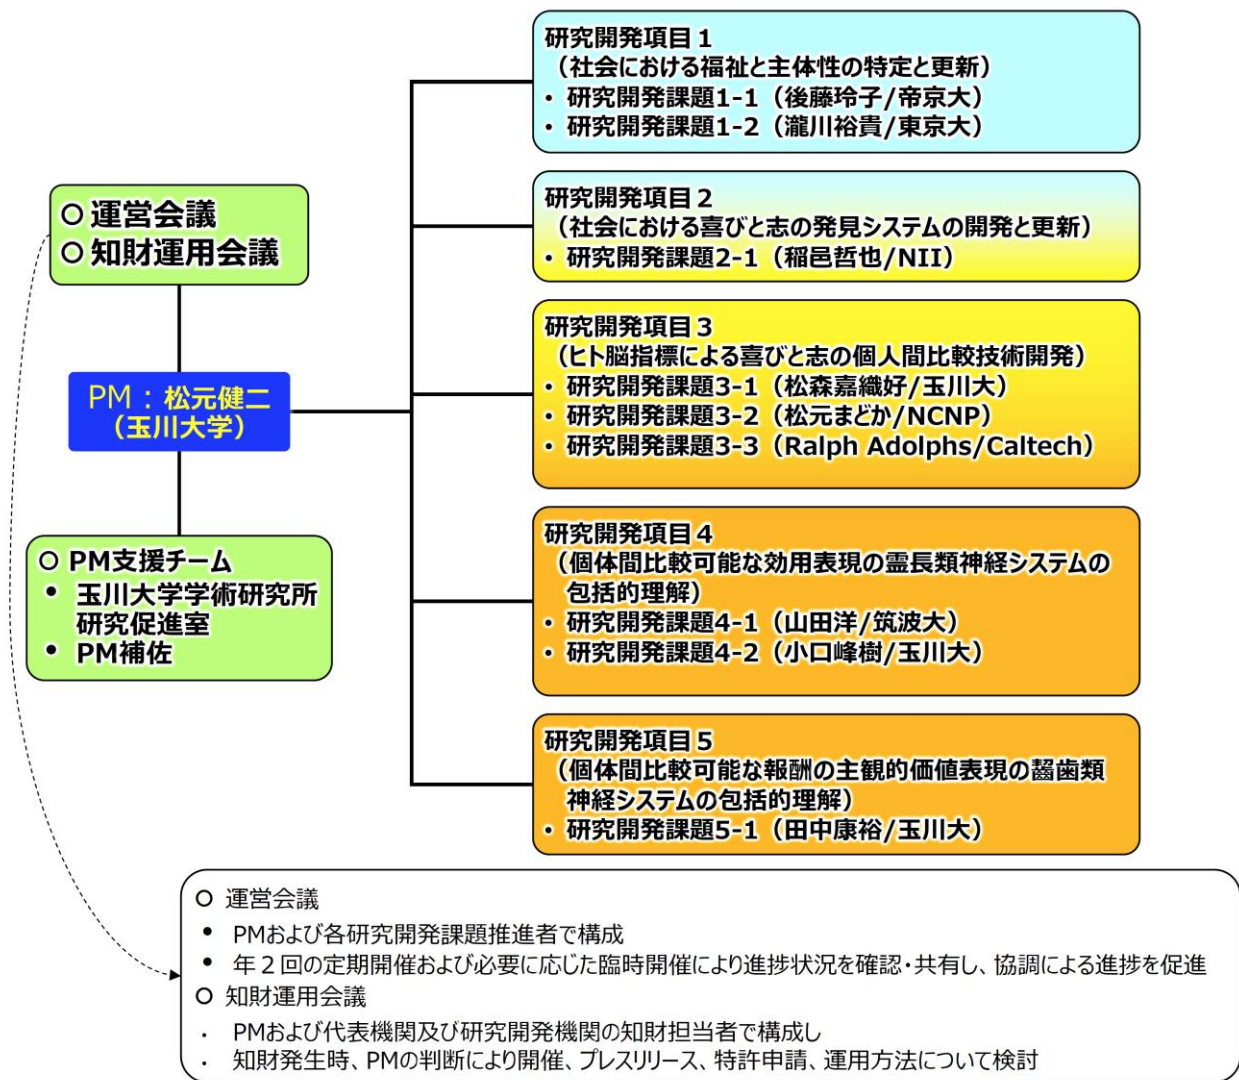 ○ 運営会議
○ 知財運用会議
PM：松元健二
（玉川大学）
○ PM支援チーム
• 玉川大学学術研究所
研究促進室
• PM補佐
研究開発項目１
（社会における福祉と主体性の特定と更新）
• 研究開発課題1-1（後藤玲子/帝京大）
• 研究開発課題1-2（瀧川裕貴/東京大）
研究開発項目２
（社会における喜びと志の発見システムの開発と更新）
• 研究開発課題2-1（稲邑哲也/NII）
研究開発項目３
（ヒト脳指標による喜びと志の個人間比較技術開発）
• 研究開発課題3-1（松森嘉織好/玉川大）
• 研究開発課題3-2（松元まどか/NCNP）
• 研究開発課題3-3（Ralph Adolphs/Caltech）
研究開発項目４
（個体間比較可能な効用表現の霊長類神経システムの
包括的理解）
• 研究開発課題4-1（山田洋/筑波大）
• 研究開発課題4-2（小口峰樹/玉川大）
研究開発項目５
（個体間比較可能な報酬の主観的価値表現の齧歯類
神経システムの包括的理解）
• 研究開発課題5-1（田中康裕/玉川大）
○ 運営会議
• PMおよび各研究開発課題推進者で構成
• 年２回の定期開催および必要に応じた臨時開催により進捗状況を確認・共有し、協調による進捗を促進
○ 知財運用会議
． PMおよび代表機関及び研究開発機関の知財担当者で構成し
． 知財発生時、PMの判断により開催、プレスリリース、特許申請、運用方法について検討